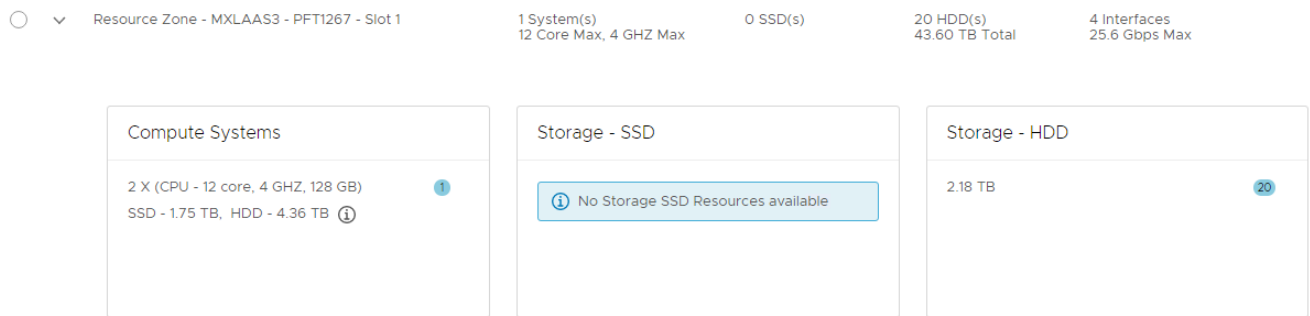 Resource Zone - MXLAAS3 - PFT1267 - Slot 1
1 System(s)
12 Core Max, 4 GHZ Max
0 SSD(s)
20 HDD(s)
43.60 TB Total
4 Interfaces
25.6 Gbps Max
Compute Systems
2 X (CPU - 12 core, 4 GHZ, 128 GB)
1
SSD - 1.75 TB, HDD - 4.36 TB
Storage - SSD
No Storage SSD Resources available
Storage - HDD
2.18 TB
20